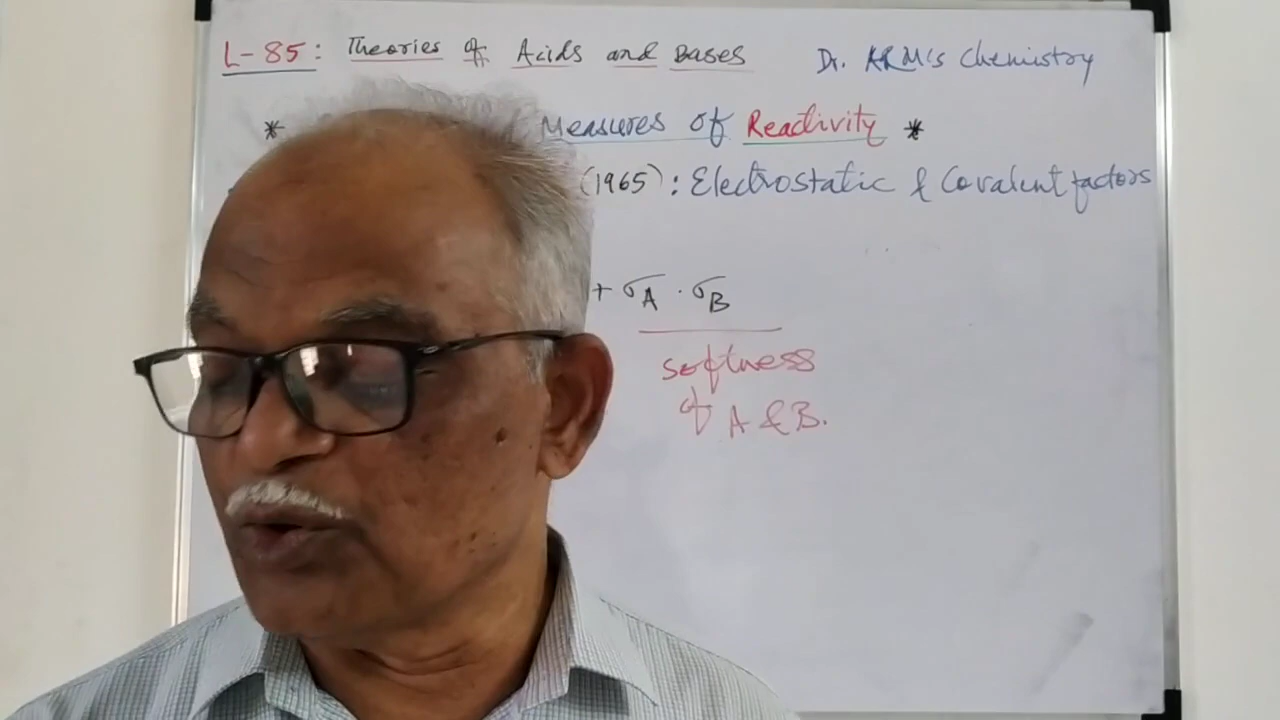 L-85: Theories of Acids and Bases Dr. ARM's Chemistry
* Measures of Reactivity *
(1965): Electrostatic & Covalent factors
+ σA · σB
softness
of A & B.